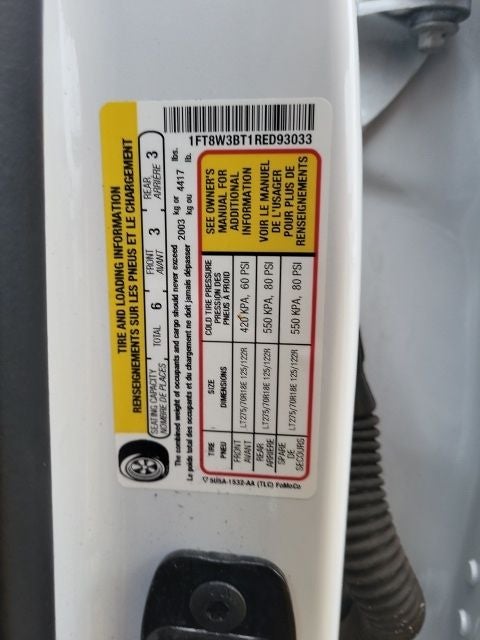 1FT8W3BT1RED93033
TIRE AND LOADING INFORMATION
RENSEIGNEMENTS SUR LES PNEUS ET LE CHARGEMENT
SEATING CAPACITY
NOMBRE DE PLACES
TOTAL 6
FRONT
AVANT 3
REAR
ARRIÈRE 3
The combined weight of occupants and cargo should never exceed
Le poids total des occupants et du chargement ne doit jamais dépasser
2003 kg or 4417 lbs.
kg ou lb.
TIRE
PNEU
SIZE
DIMENSIONS
COLD TIRE PRESSURE
PRESSION DES
PNEUS À FROID
SEE OWNER'S
MANUAL FOR
ADDITIONAL
INFORMATION
VOIR LE MANUEL
DE L'USAGER
POUR PLUS DE
RENSEIGNEMENTS
FRONT
AVANT
LT275/70R18E 125/122R
420 KPA, 60 PSI
REAR
ARRIÈRE
LT275/70R18E 125/122R
550 KPA, 80 PSI
SPARE
DE
SECOURS
LT275/70R18E 125/122R
550 KPA, 80 PSI
5U5A-1532-AA (TLC) FoMoCo